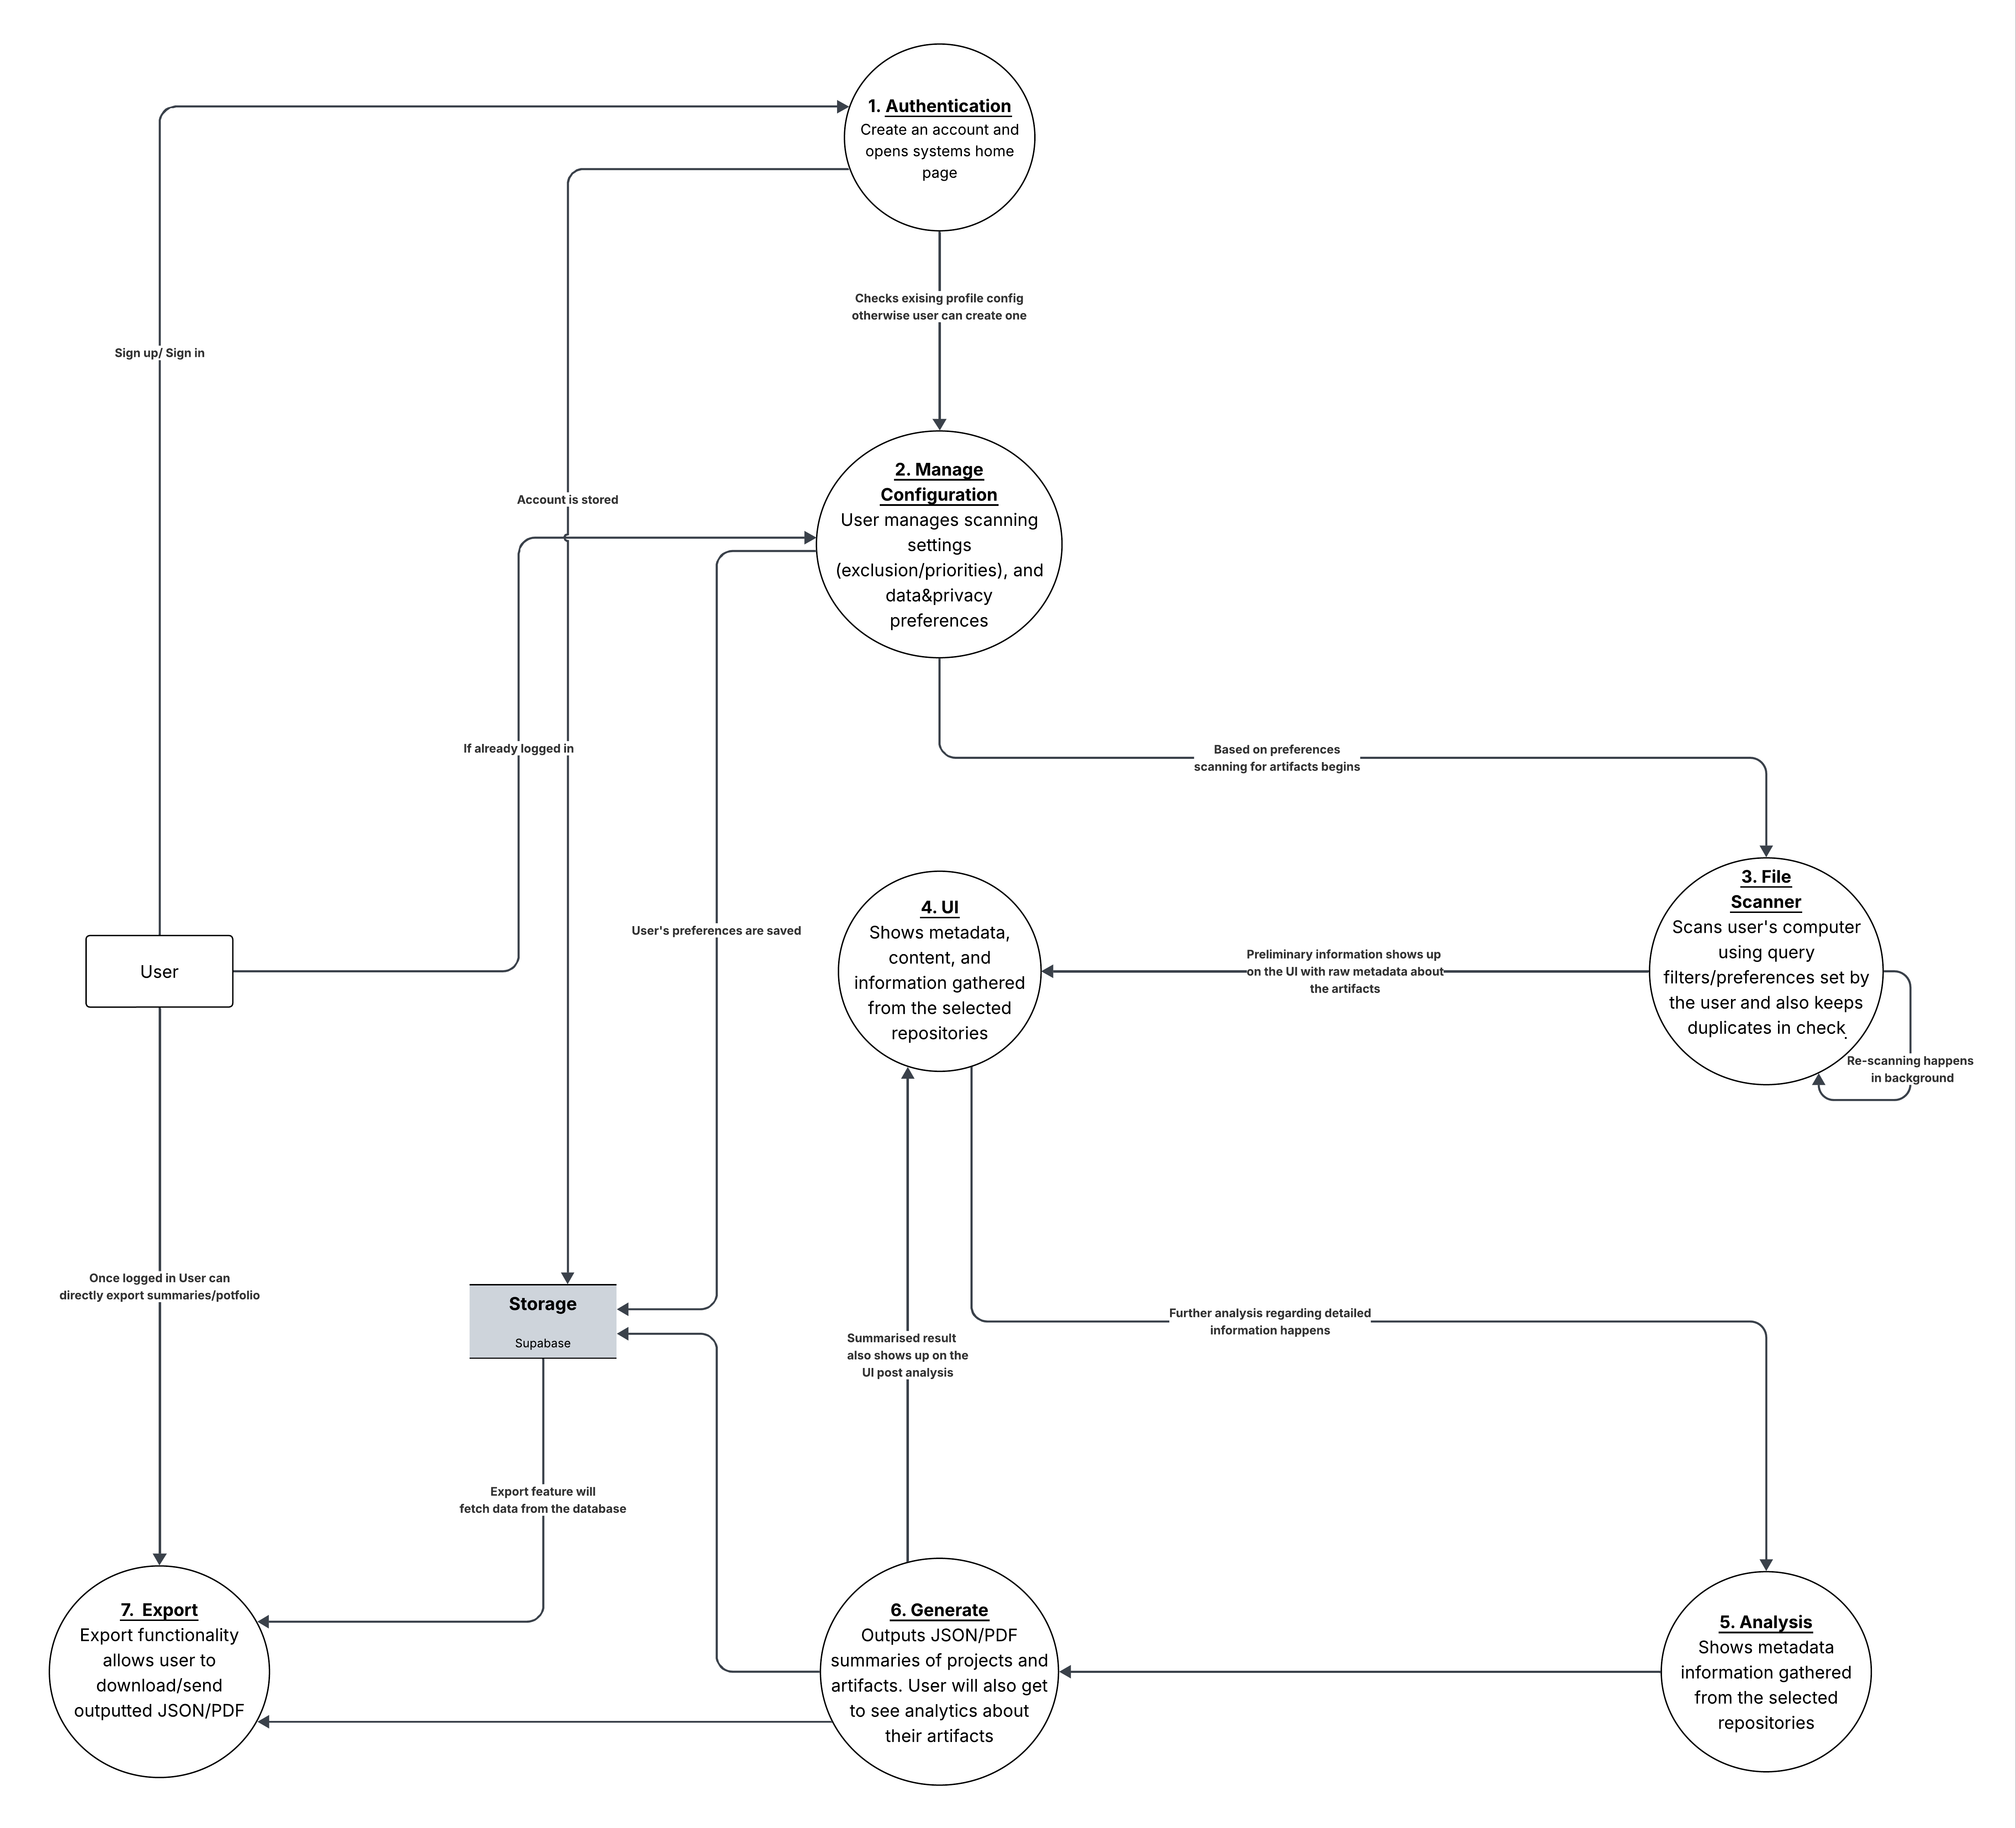 1. Authentication
Create an account and
opens systems home
page
Checks exising profile config
otherwise user can create one
Sign up/ Sign in
2. Manage
Configuration
User manages scanning
settings
(exclusion/priorities), and
data&privacy
preferences
Account is stored
If already logged in
Based on preferences
scanning for artifacts begins
3. File
Scanner
Scans user's computer
using query
filters/preferences set by
the user and also keeps
duplicates in check
.
Re-scanning happens
in background
4. UI
Shows metadata,
content, and
information gathered
from the selected
repositories
Preliminary information shows up
on the UI with raw metadata about
the artifacts
User's preferences are saved
User
Once logged in User can
directly export summaries/potfolio
Storage
Supabase
Summarised result
also shows up on the
UI post analysis
Further analysis regarding detailed
information happens
Export feature will
fetch data from the database
7. Export
Export functionality
allows user to
download/send
outputted JSON/PDF
6. Generate
Outputs JSON/PDF
summaries of projects and
artifacts. User will also get
to see analytics about
their artifacts
5. Analysis
Shows metadata
information gathered
from the selected
repositories